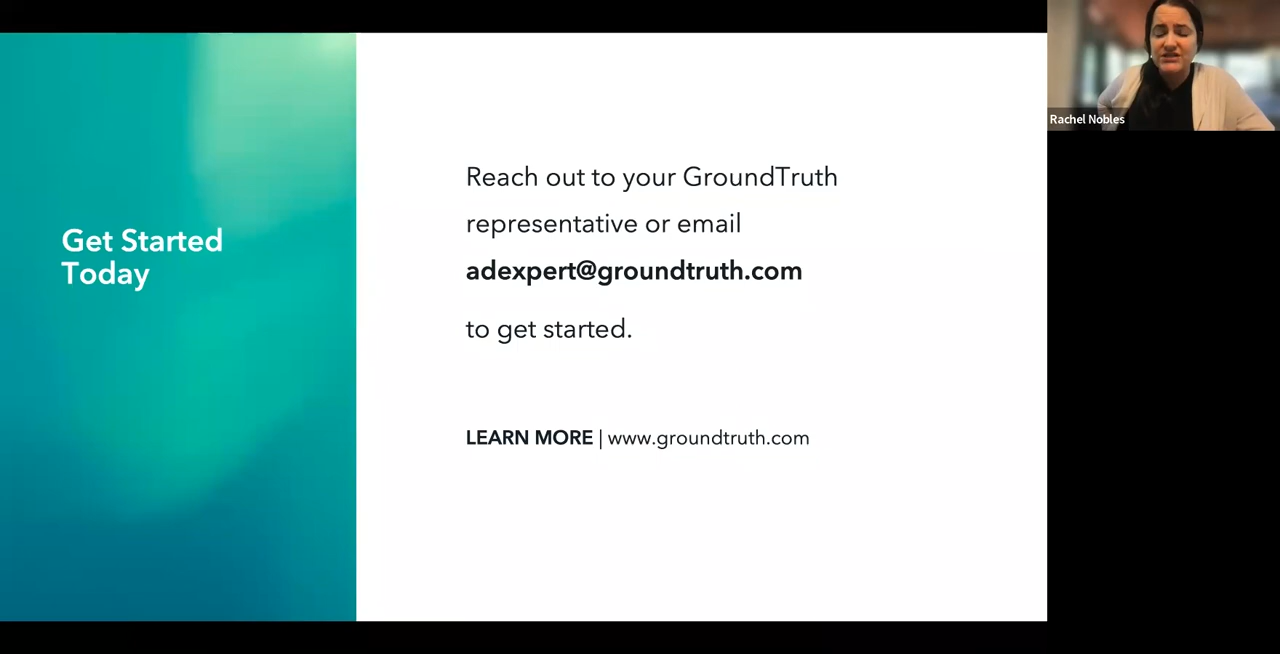 Get Started
Today
Reach out to your GroundTruth
representative or email
adexpert@groundtruth.com
to get started.
LEARN MORE | www.groundtruth.com
Rachel Nobles